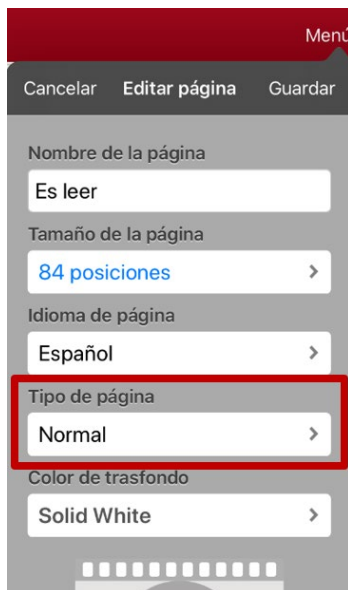 Menú
Cancelar Editar página Guardar
Nombre de la página
Es leer
Tamaño de la página
84 posiciones
Idioma de página
Español
Tipo de página
Normal
Color de trasfondo
Solid White